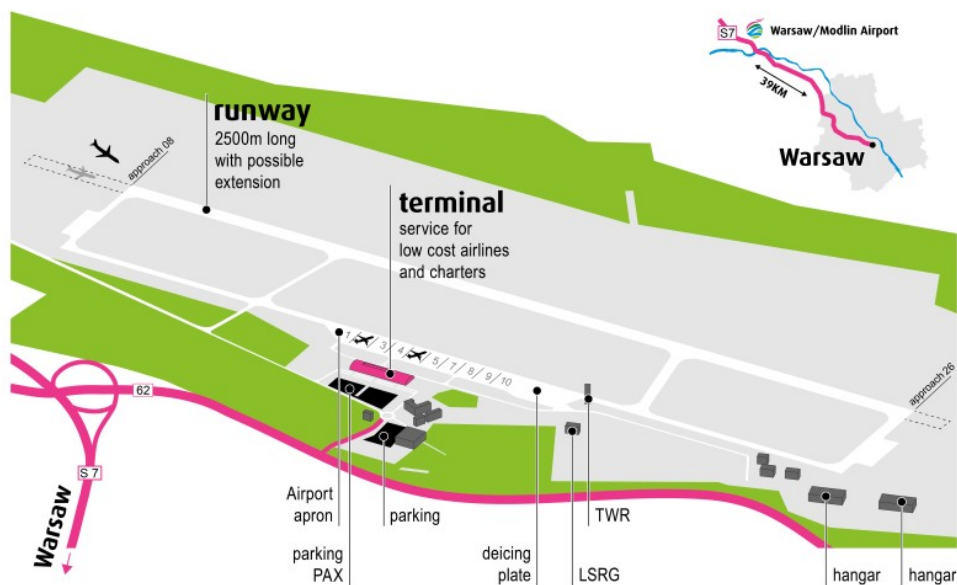 S7
Warsaw/Modlin Airport
39KM
Warsaw
runway
2500m long
with possible
extension
approach 08
terminal
service for
low cost airlines
and charters
1
3
4
5
7
8
9
10
approach 26
62
S 7
Warsaw
Airport
apron
parking
TWR
parking
PAX
deicing
plate
LSRG
hangar
hangar